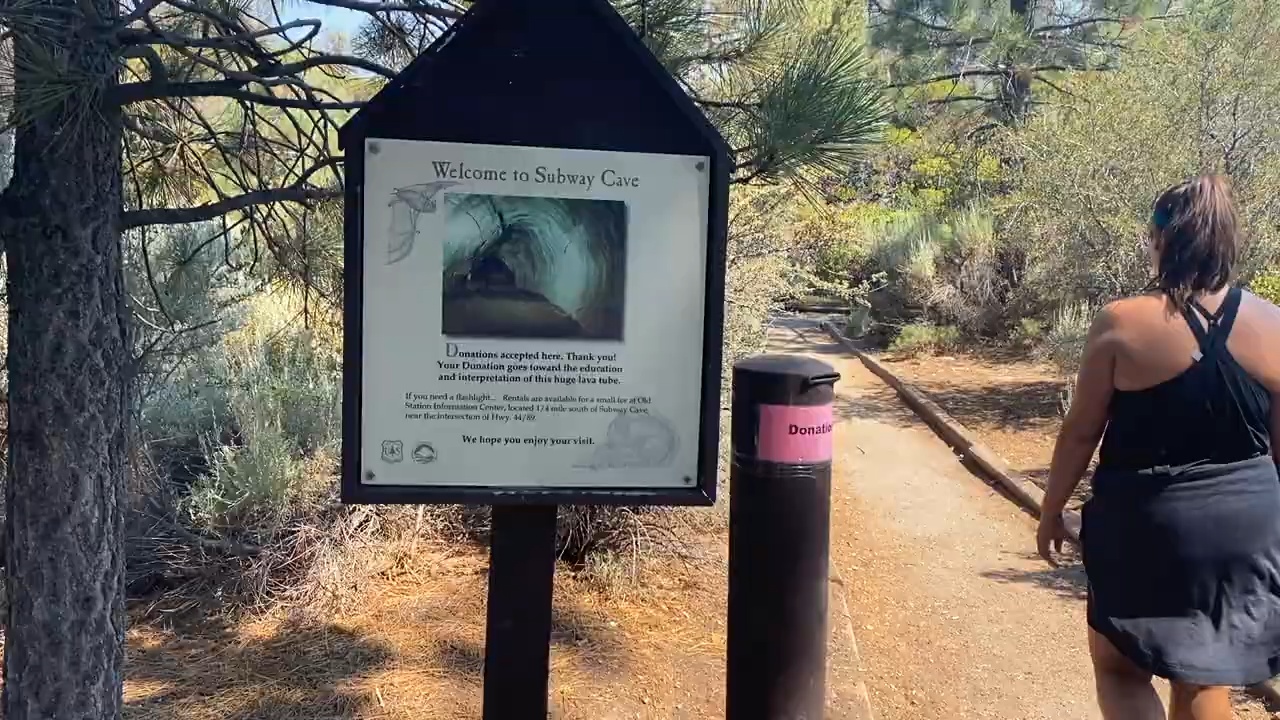 Welcome to Subway Cave
Donations accepted here. Thank you!
Your Donation goes toward the education
and interpretation of this huge lava tube.
If you need a flashlight... Rentals are available for a small fee at Old
Station Information Center, located 1/4 mile south of Subway Cave,
near the intersection of Hwy. 44/89.
We hope you enjoy your visit.
UAS
Donatio